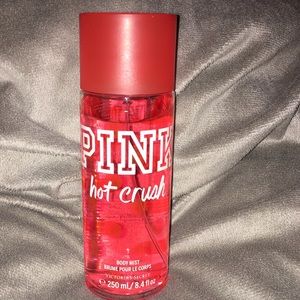 PINK
hot crush
BODY MIST
BRUME POUR LE CORPS
VICTORIA'S SECRET
℮ 250 mL/ 8.4 fl oz